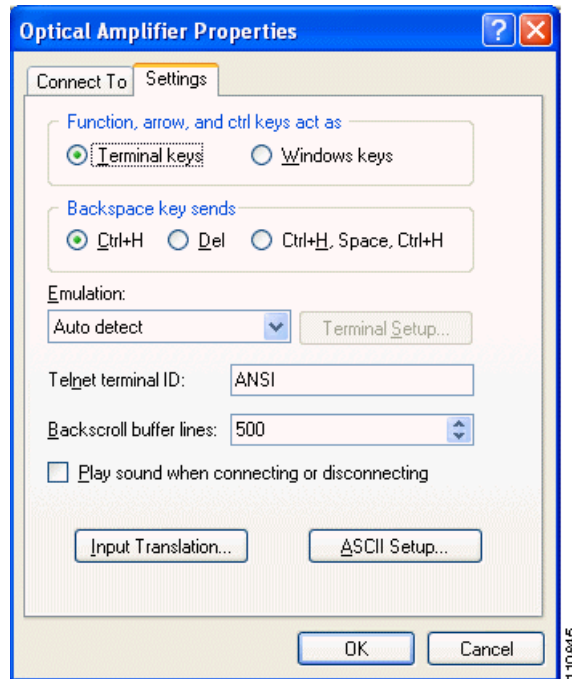 Optical Amplifier Properties
Connect To Settings
Function, arrow, and ctrl keys act as
Terminal keys Windows keys
Backspace key sends
Ctrl+H Del Ctrl+H, Space, Ctrl+H
Emulation:
Auto detect Terminal Setup...
Telnet terminal ID: ANSI
Backscroll buffer lines: 500
Play sound when connecting or disconnecting
Input Translation... ASCII Setup...
OK Cancel
110915